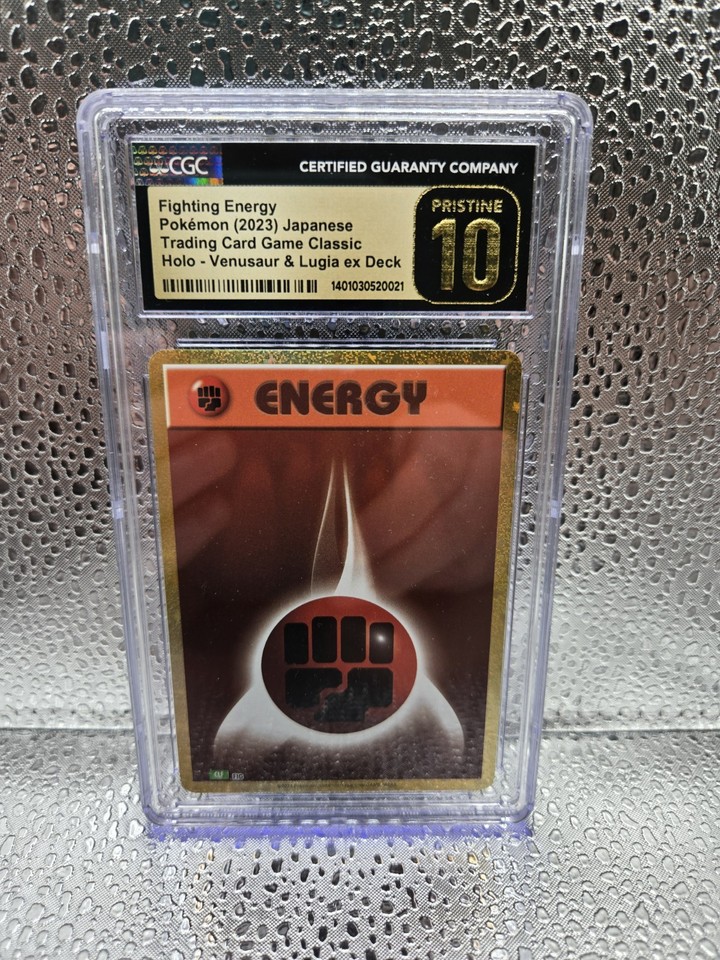 CGC
CERTIFIED GUARANTY COMPANY
Fighting Energy
Pokémon (2023) Japanese
Trading Card Game Classic
Holo - Venusaur & Lugia ex Deck
1401030520021
PRISTINE
10
ENERGY